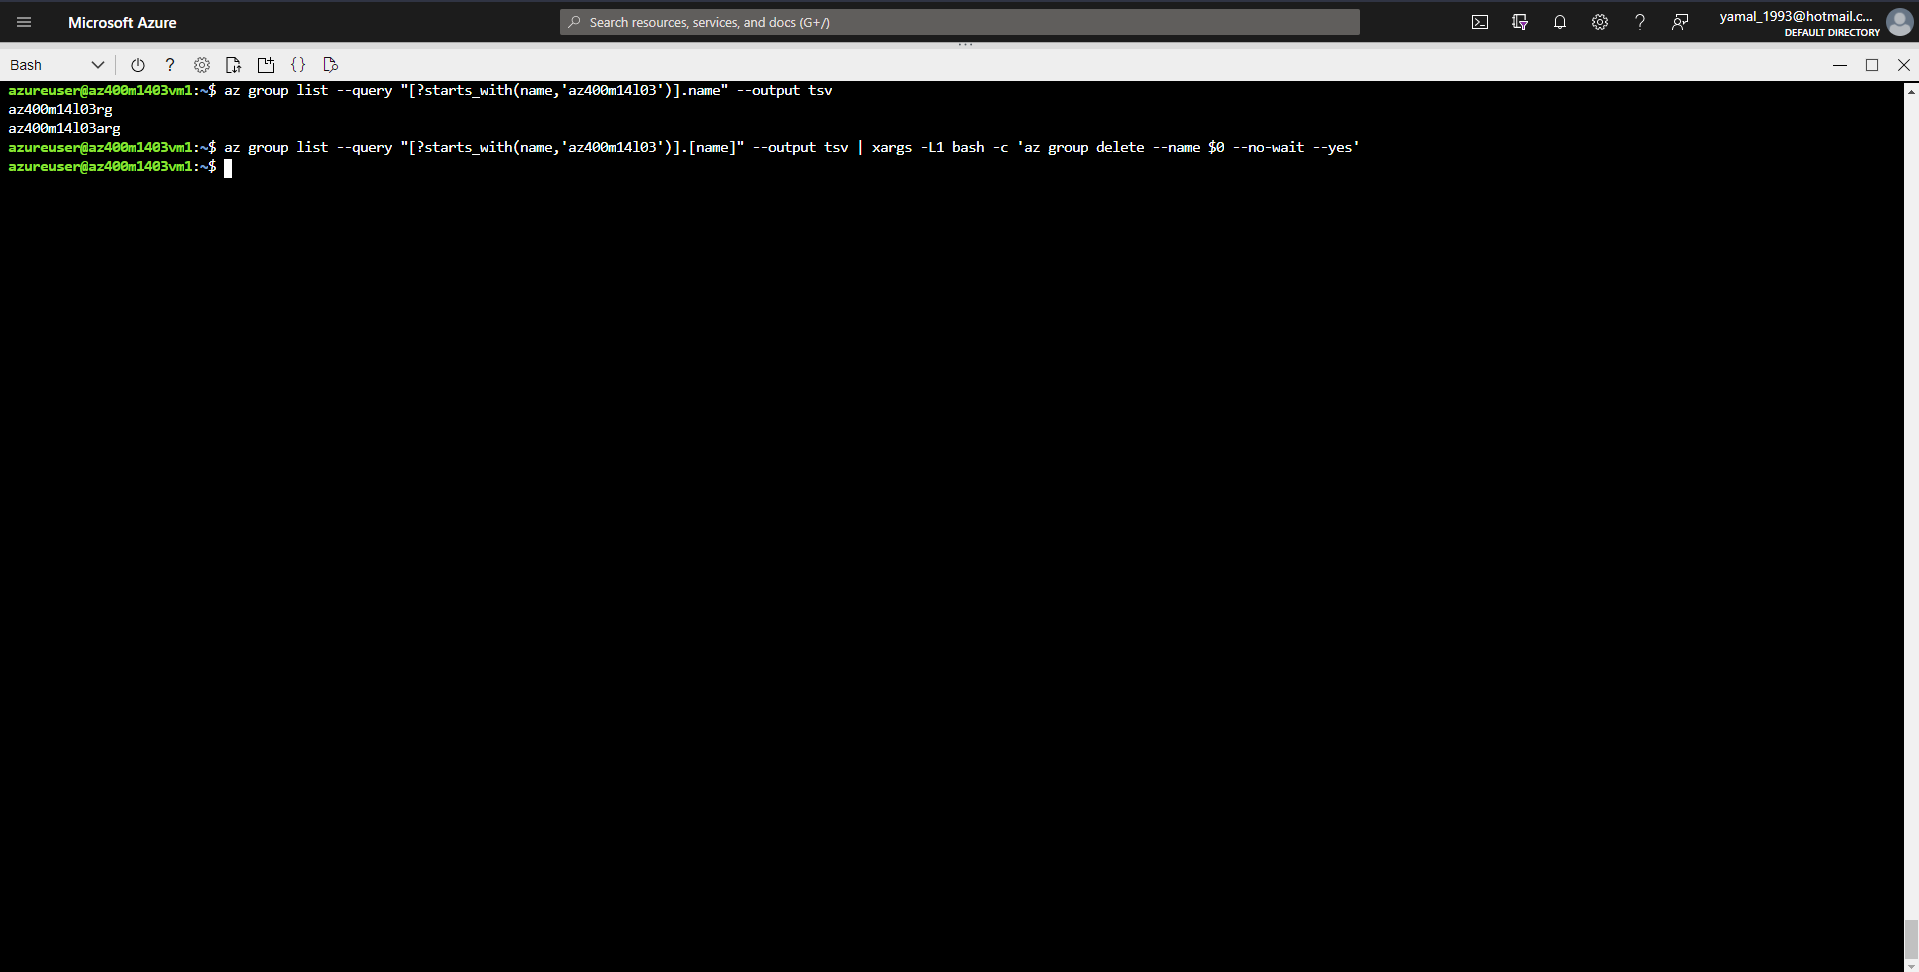 Microsoft Azure
Search resources, services, and docs (G+/)
yamal_1993@hotmail.c...
DEFAULT DIRECTORY
Bash
azureuser@az400m1403vm1:~$ az group list --query "[?starts_with(name,'az400m14l03')].name" --output tsv
az400m14l03rg
az400m14l03arg
azureuser@az400m1403vm1:~$ az group list --query "[?starts_with(name,'az400m14l03')].[name]" --output tsv | xargs -L1 bash -c 'az group delete --name $0 --no-wait --yes'
azureuser@az400m1403vm1:~$